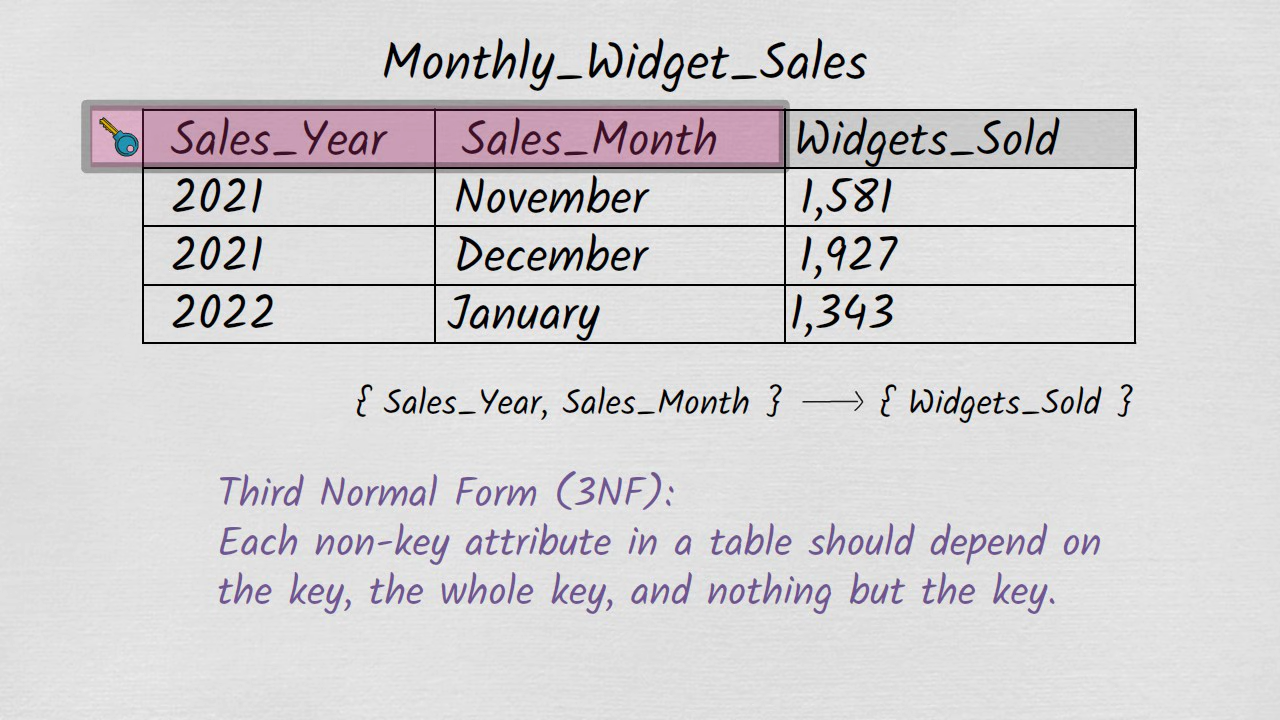 Monthly_Widget_Sales
Sales_Year Sales_Month Widgets_Sold
2021 November 1,581
2021 December 1,927
2022 January 1,343
{ Sales_Year, Sales_Month } → { Widgets_Sold }
Third Normal Form (3NF):
Each non-key attribute in a table should depend on
the key, the whole key, and nothing but the key.